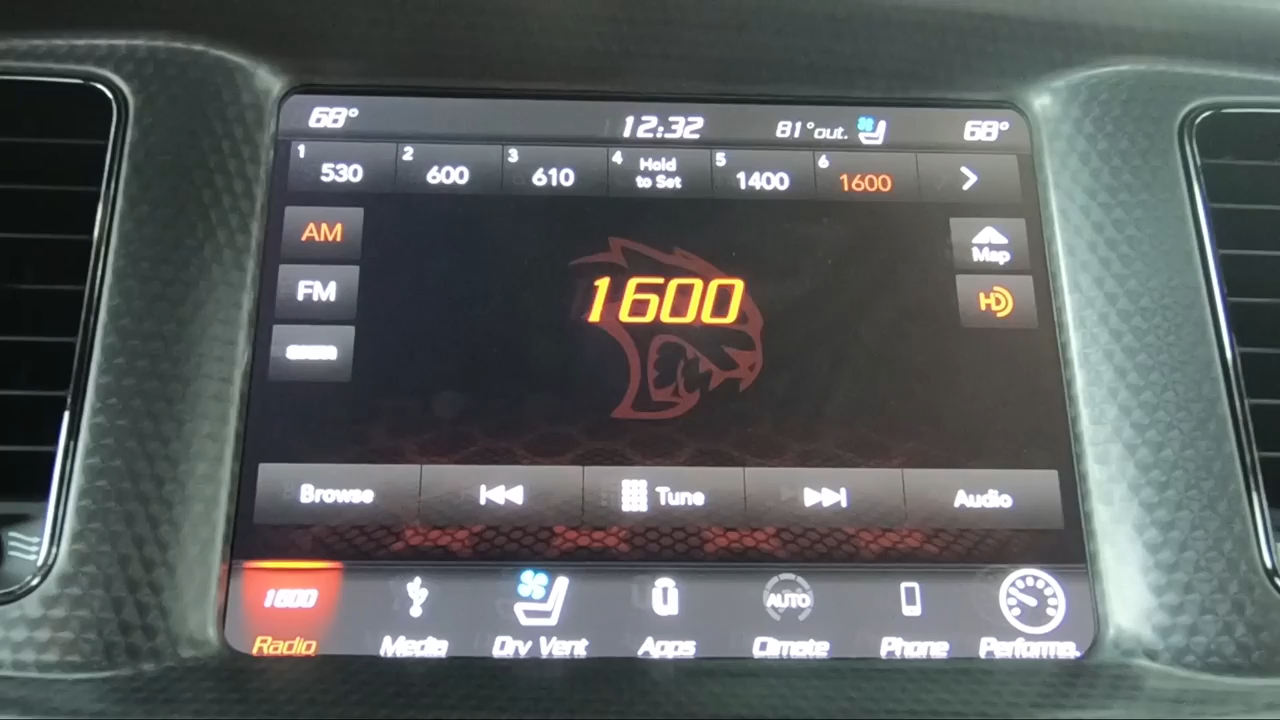 68° 12:32 81°out. 68°
1 530 2 600 3 610 4 Hold to Set 5 1400 6 1600
AM
Map
FM
HD
1600
Browse Tune Audio
1600 AUTO
Radio Media Drv Vent Apps Climate Phone Performa.